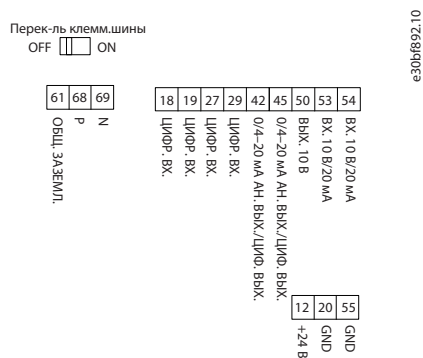 Перек-ль клемм.шины
OFF ON
e30bf892.10
61 68 69
ОБЩ. ЗАЗЕМЛ.
P
N
18 19 27 29 42 45 50 53 54
ЦИФР. ВХ.
ЦИФР. ВХ.
ЦИФР. ВХ.
ЦИФР. ВХ.
0/4–20 мА АН. ВЫХ./ЦИФ. ВЫХ.
0/4–20 мА АН. ВЫХ./ЦИФ. ВЫХ.
ВЫХ. 10 В
ВХ. 10 В/20 мА
ВХ. 10 В/20 мА
12 20 55
+24 В
GND
GND